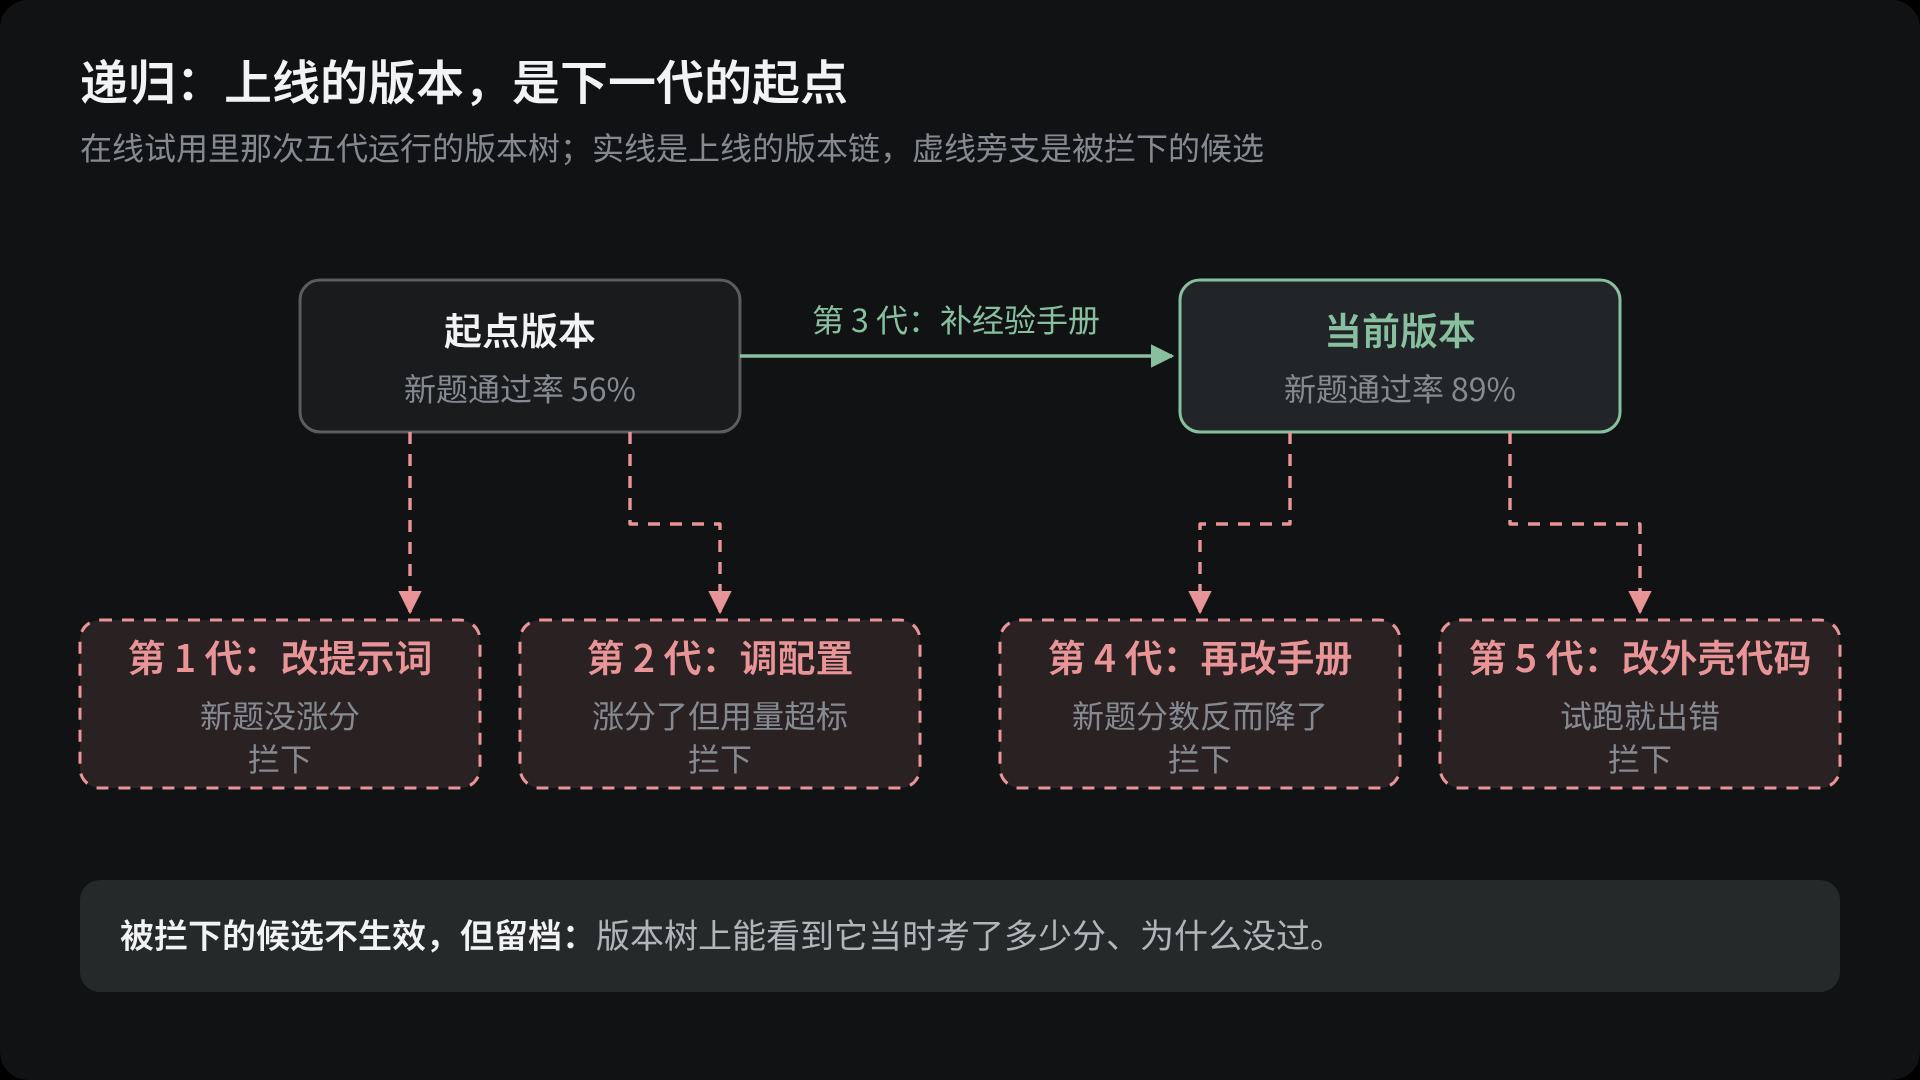 递归：上线的版本，是下一代的起点
在线试用里那次五代运行的版本树；实线是上线的版本链，虚线旁支是被拦下的候选
起点版本
新题通过率 56%
第 3 代：补经验手册
当前版本
新题通过率 89%
第 1 代：改提示词
新题没涨分
拦下
第 2 代：调配置
涨分了但用量超标
拦下
第 4 代：再改手册
新题分数反而降了
拦下
第 5 代：改外壳代码
试跑就出错
拦下
被拦下的候选不生效，但留档：版本树上能看到它当时考了多少分、为什么没过。